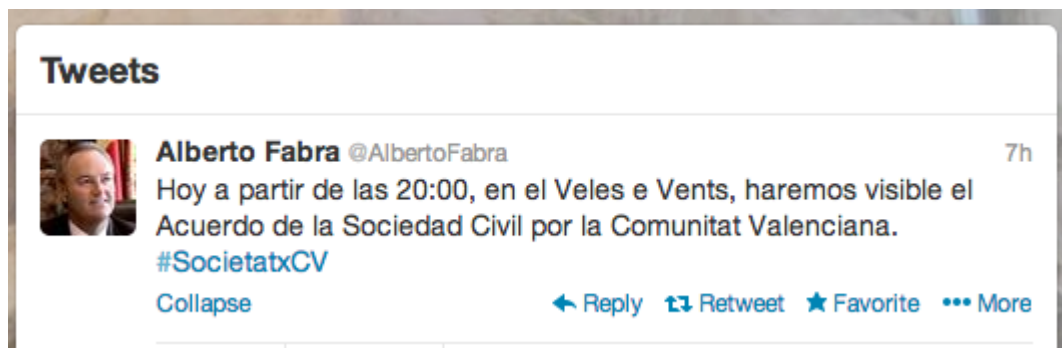 Tweets
Alberto Fabra @AlbertoFabra 7h
Hoy a partir de las 20:00, en el Veles e Vents, haremos visible el
Acuerdo de la Sociedad Civil por la Comunitat Valenciana.
#SocietatxCV
Collapse Reply Retweet Favorite More